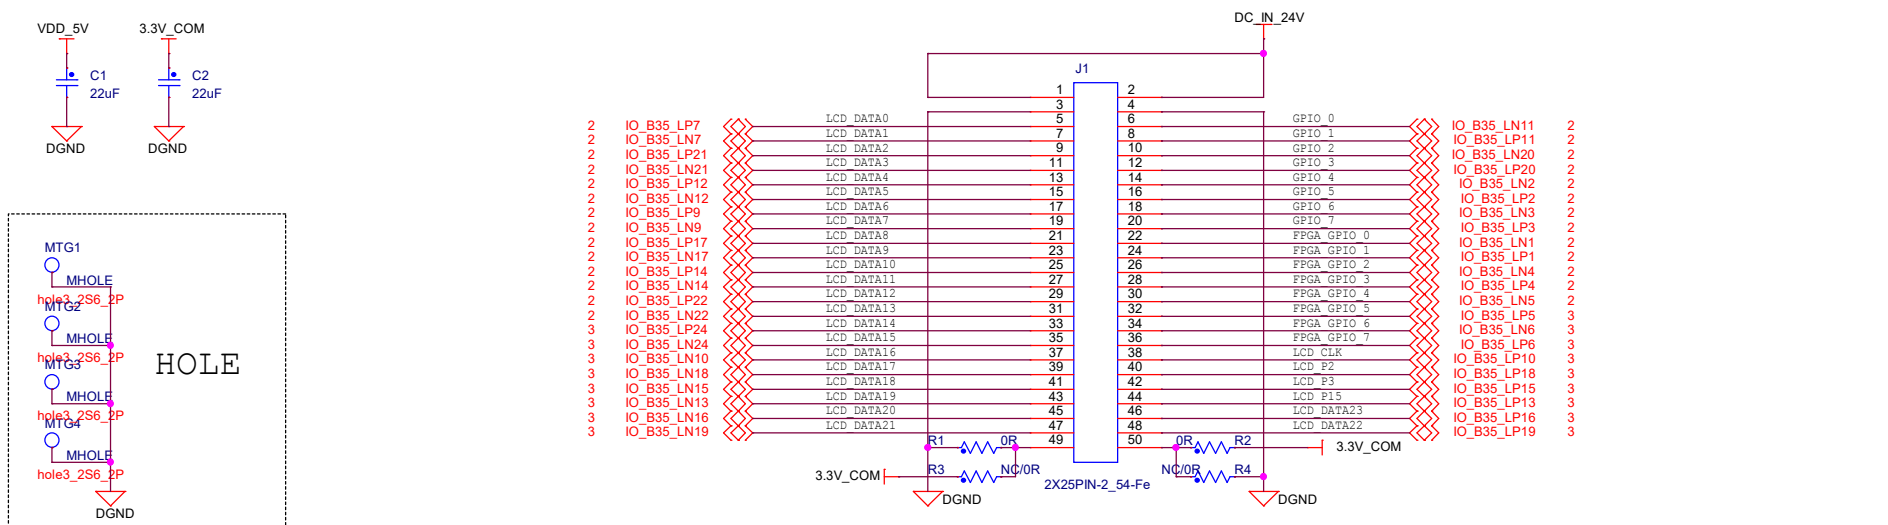 DC_IN_24V
VDD_5V 3.3V_COM
C1 C2
22uF 22uF
DGND DGND
J1
1 2
3 4
2 IO_B35_LP7 LCD_DATA0 5 6 GPIO_0 IO_B35_LN11 2
2 IO_B35_LN7 LCD_DATA1 7 8 GPIO_1 IO_B35_LP11 2
2 IO_B35_LP21 LCD_DATA2 9 10 GPIO_2 IO_B35_LN20 2
2 IO_B35_LN21 LCD_DATA3 11 12 GPIO_3 IO_B35_LP20 2
2 IO_B35_LP12 LCD_DATA4 13 14 GPIO_4 IO_B35_LN2 2
2 IO_B35_LN12 LCD_DATA5 15 16 GPIO_5 IO_B35_LP2 2
2 IO_B35_LP9 LCD_DATA6 17 18 GPIO_6 IO_B35_LN3 2
2 IO_B35_LN9 LCD_DATA7 19 20 GPIO_7 IO_B35_LP3 2
2 IO_B35_LP17 LCD_DATA8 21 22 FPGA_GPIO_0 IO_B35_LN1 2
2 IO_B35_LN17 LCD_DATA9 23 24 FPGA_GPIO_1 IO_B35_LP1 2
2 IO_B35_LP14 LCD_DATA10 25 26 FPGA_GPIO_2 IO_B35_LN4 2
2 IO_B35_LN14 LCD_DATA11 27 28 FPGA_GPIO_3 IO_B35_LP4 2
2 IO_B35_LP22 LCD_DATA12 29 30 FPGA_GPIO_4 IO_B35_LN5 2
2 IO_B35_LN22 LCD_DATA13 31 32 FPGA_GPIO_5 IO_B35_LP5 3
3 IO_B35_LP24 LCD_DATA14 33 34 FPGA_GPIO_6 IO_B35_LN6 3
3 IO_B35_LN24 LCD_DATA15 35 36 FPGA_GPIO_7 IO_B35_LP6 3
3 IO_B35_LN10 LCD_DATA16 37 38 LCD_CLK IO_B35_LP10 3
3 IO_B35_LN18 LCD_DATA17 39 40 LCD_P2 IO_B35_LP18 3
3 IO_B35_LN15 LCD_DATA18 41 42 LCD_P3 IO_B35_LP15 3
3 IO_B35_LN13 LCD_DATA19 43 44 LCD_P15 IO_B35_LP13 3
3 IO_B35_LN16 LCD_DATA20 45 46 LCD_DATA23 IO_B35_LP16 3
3 IO_B35_LN19 LCD_DATA21 47 48 LCD_DATA22 IO_B35_LP19 3
R1 0R 49 50 0R R2 3.3V_COM
3.3V_COM R3 NC/0R NC/0R R4
2X25PIN-2_54-Fe
DGND DGND
MTG1
MHOLE
hole3_2S6_2P
MTG2
MHOLE
hole3_2S6_2P
HOLE
MTG3
MHOLE
hole3_2S6_2P
MTG4
MHOLE
hole3_2S6_2P
DGND